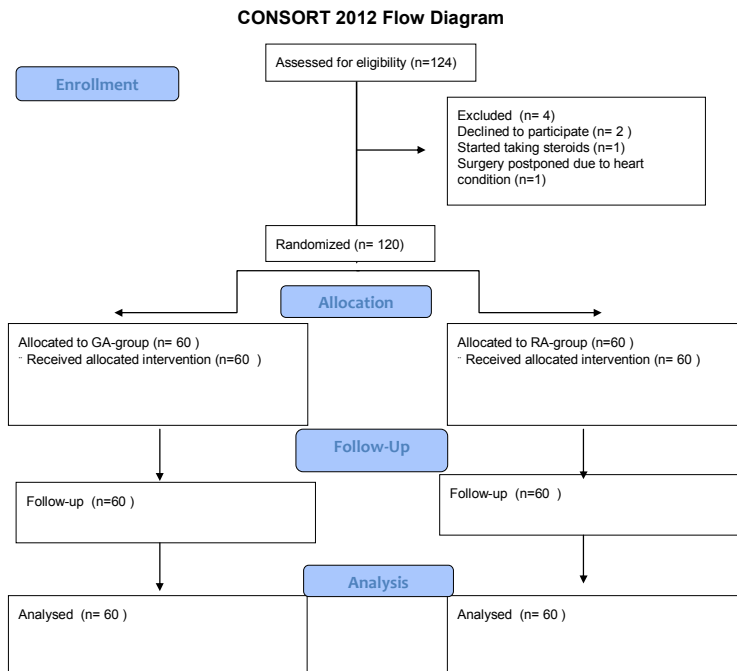 CONSORT 2012 Flow Diagram
Assessed for eligibility (n=124)
Enrollment
Excluded (n= 4)
Declined to participate (n= 2 )
Started taking steroids (n=1)
Surgery postponed due to heart
condition (n=1)
Randomized (n= 120)
Allocation
Allocated to GA-group (n= 60 )
¨ Received allocated intervention (n=60 )
Allocated to RA-group (n=60)
¨ Received allocated intervention (n= 60 )
Follow-Up
Follow-up (n=60 )
Follow-up (n=60 )
Analysis
Analysed (n= 60 )
Analysed (n= 60 )